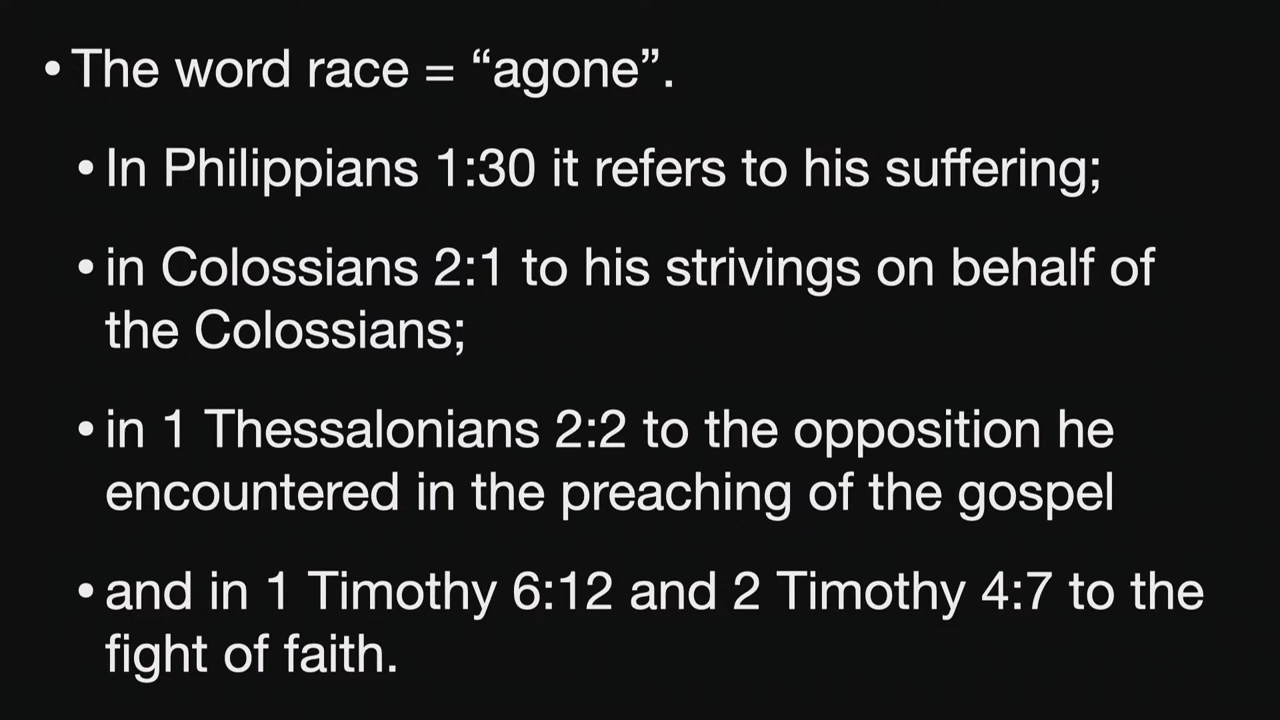 • The word race = “agone”.
• In Philippians 1:30 it refers to his suffering;
• in Colossians 2:1 to his strivings on behalf of
the Colossians;
• in 1 Thessalonians 2:2 to the opposition he
encountered in the preaching of the gospel
• and in 1 Timothy 6:12 and 2 Timothy 4:7 to the
fight of faith.